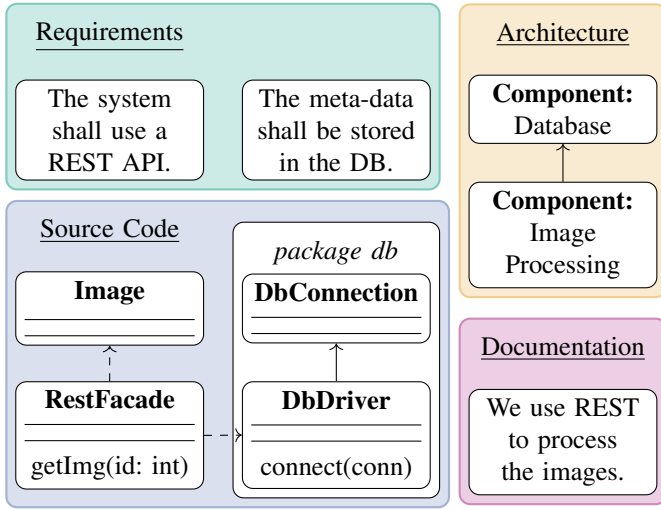 Requirements
The system
shall use a
REST API.
The meta-data
shall be stored
in the DB.
Architecture
Component:
Database
Component:
Image
Processing
Source Code
Image
RestFacade
getImg(id: int)
package db
DbConnection
DbDriver
connect(conn)
Documentation
We use REST
to process
the images.